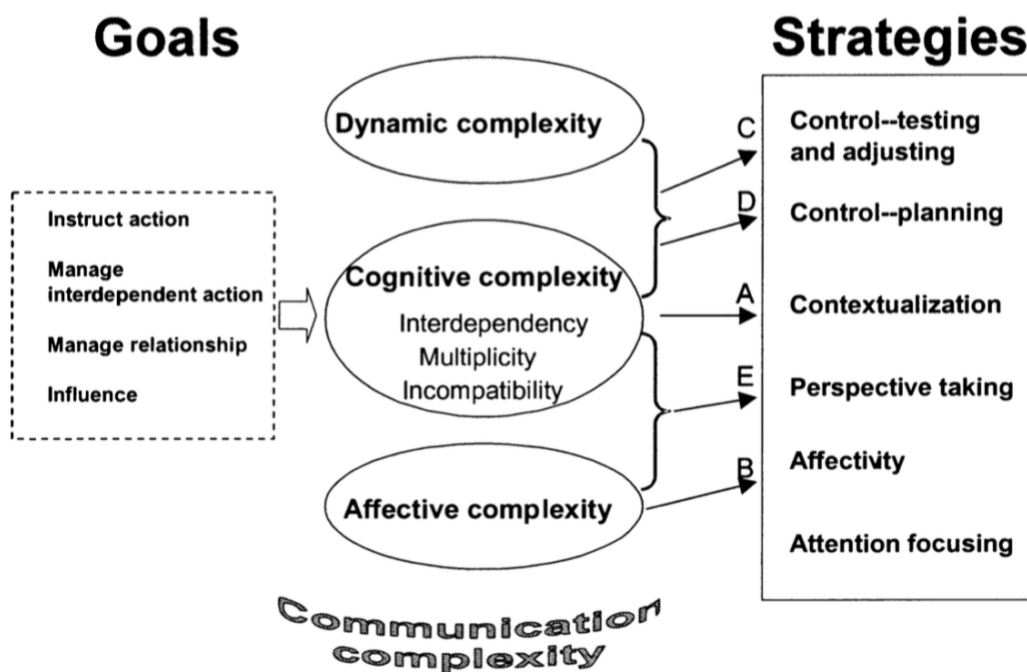 Goals
Strategies
Instruct action
Manage
interdependent action
Manage relationship
Influence
Dynamic complexity
Cognitive complexity
Interdependency
Multiplicity
Incompatibility
Affective complexity
Communication
complexity
C
D
A
E
B
Control--testing
and adjusting
Control--planning
Contextualization
Perspective taking
Affectivity
Attention focusing